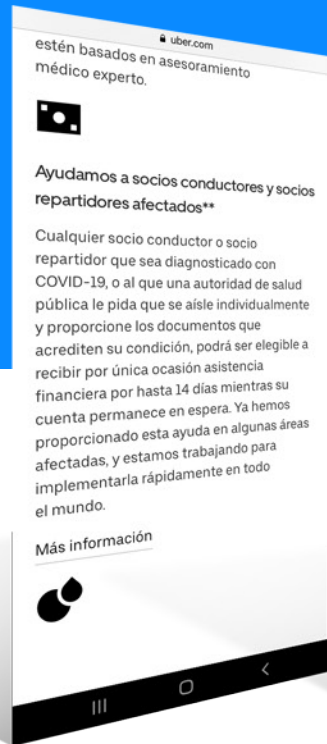 uber.com
estén basados en asesoramiento
médico experto.
Ayudamos a socios conductores y socios
repartidores afectados**
Cualquier socio conductor o socio
repartidor que sea diagnosticado con
COVID-19, o al que una autoridad de salud
pública le pida que se aísle individualmente
y proporcione los documentos que
acrediten su condición, podrá ser elegible a
recibir por única ocasión asistencia
financiera por hasta 14 días mientras su
cuenta permanece en espera. Ya hemos
proporcionado esta ayuda en algunas áreas
afectadas, y estamos trabajando para
implementarla rápidamente en todo
el mundo.
Más información